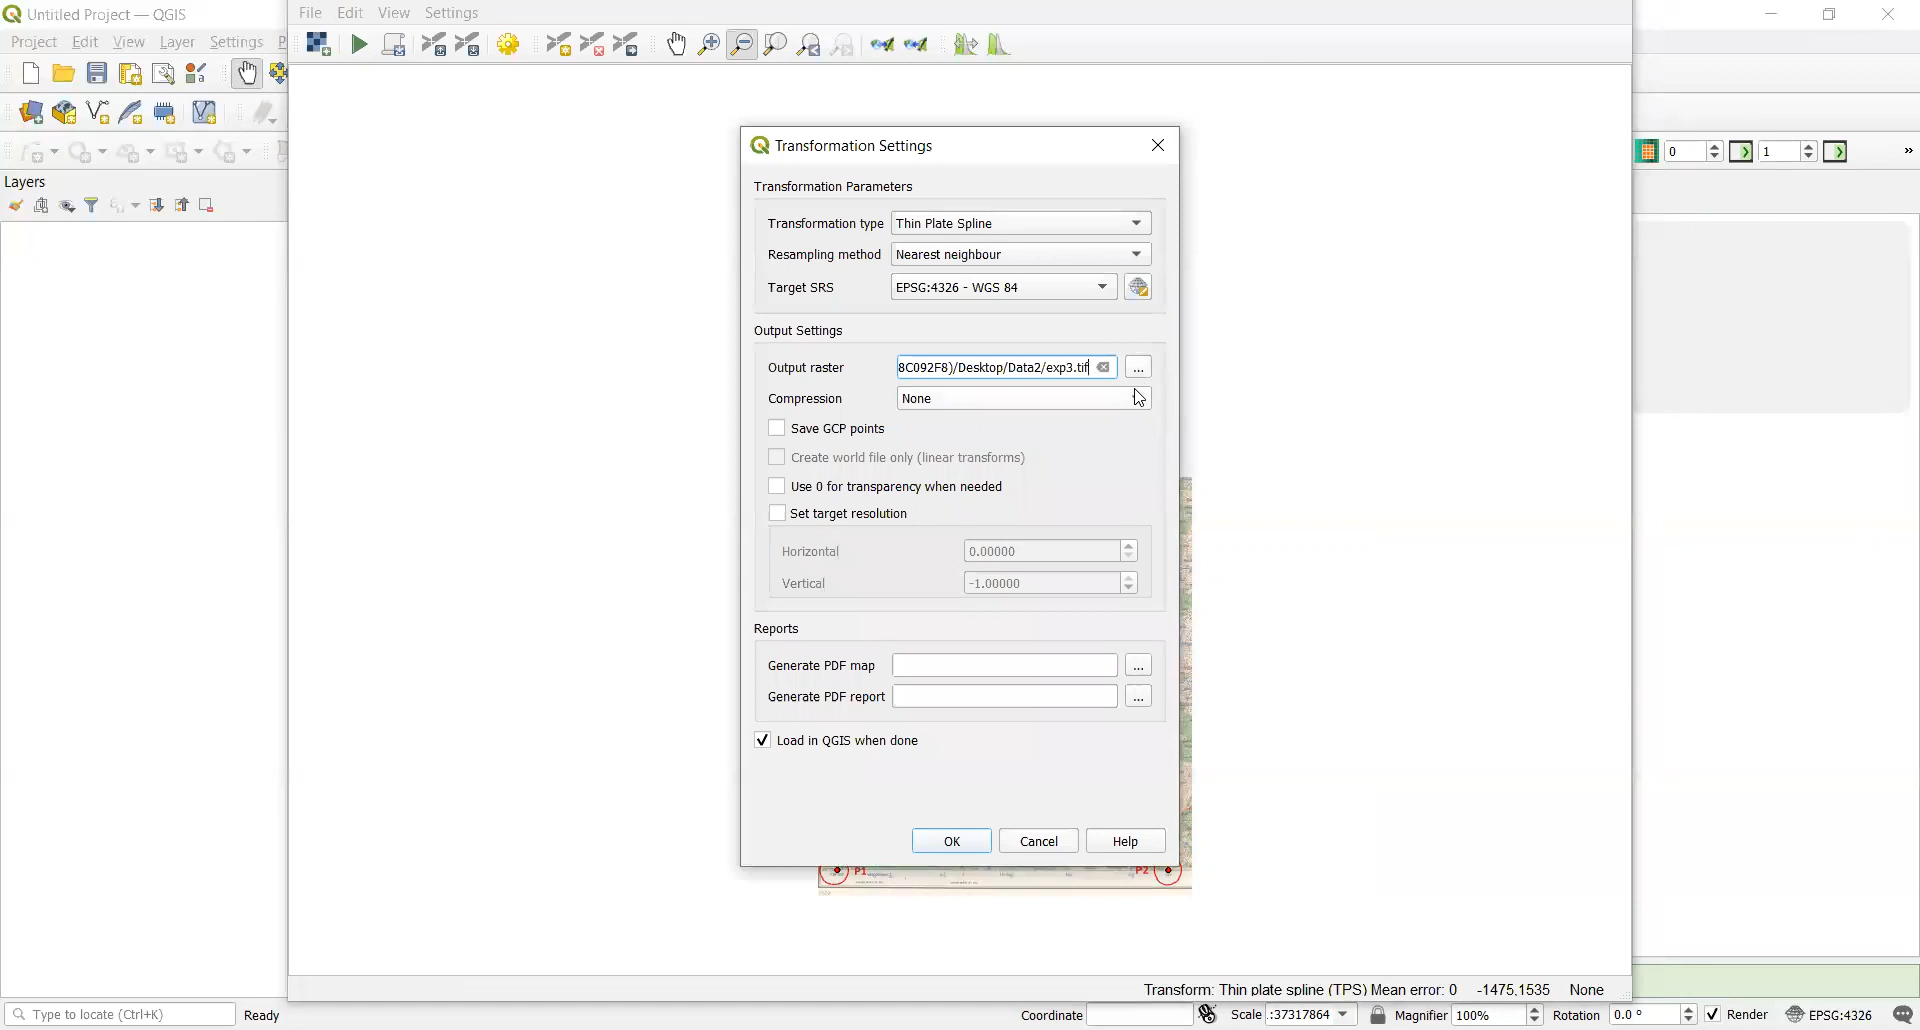 Untitled Project — QGIS
Project Edit View Layer Settings P
File Edit View Settings
0 1 »
Layers
Transformation Settings
Transformation Parameters
Transformation type Thin Plate Spline
Resampling method Nearest neighbour
Target SRS EPSG:4326 - WGS 84
Output Settings
Output raster 8C092F8)/Desktop/Data2/exp3.tif ...
Compression None
Save GCP points
Create world file only (linear transforms)
Use 0 for transparency when needed
Set target resolution
Horizontal 0.00000
Vertical -1.00000
Reports
Generate PDF map ...
Generate PDF report ...
Load in QGIS when done
OK Cancel Help
P1 P2
Transform: Thin plate spline (TPS) Mean error: 0 -1475,1535 None
Type to locate (Ctrl+K) Ready Coordinate Scale :37317864 Magnifier 100% Rotation 0.0 ° Render EPSG:4326